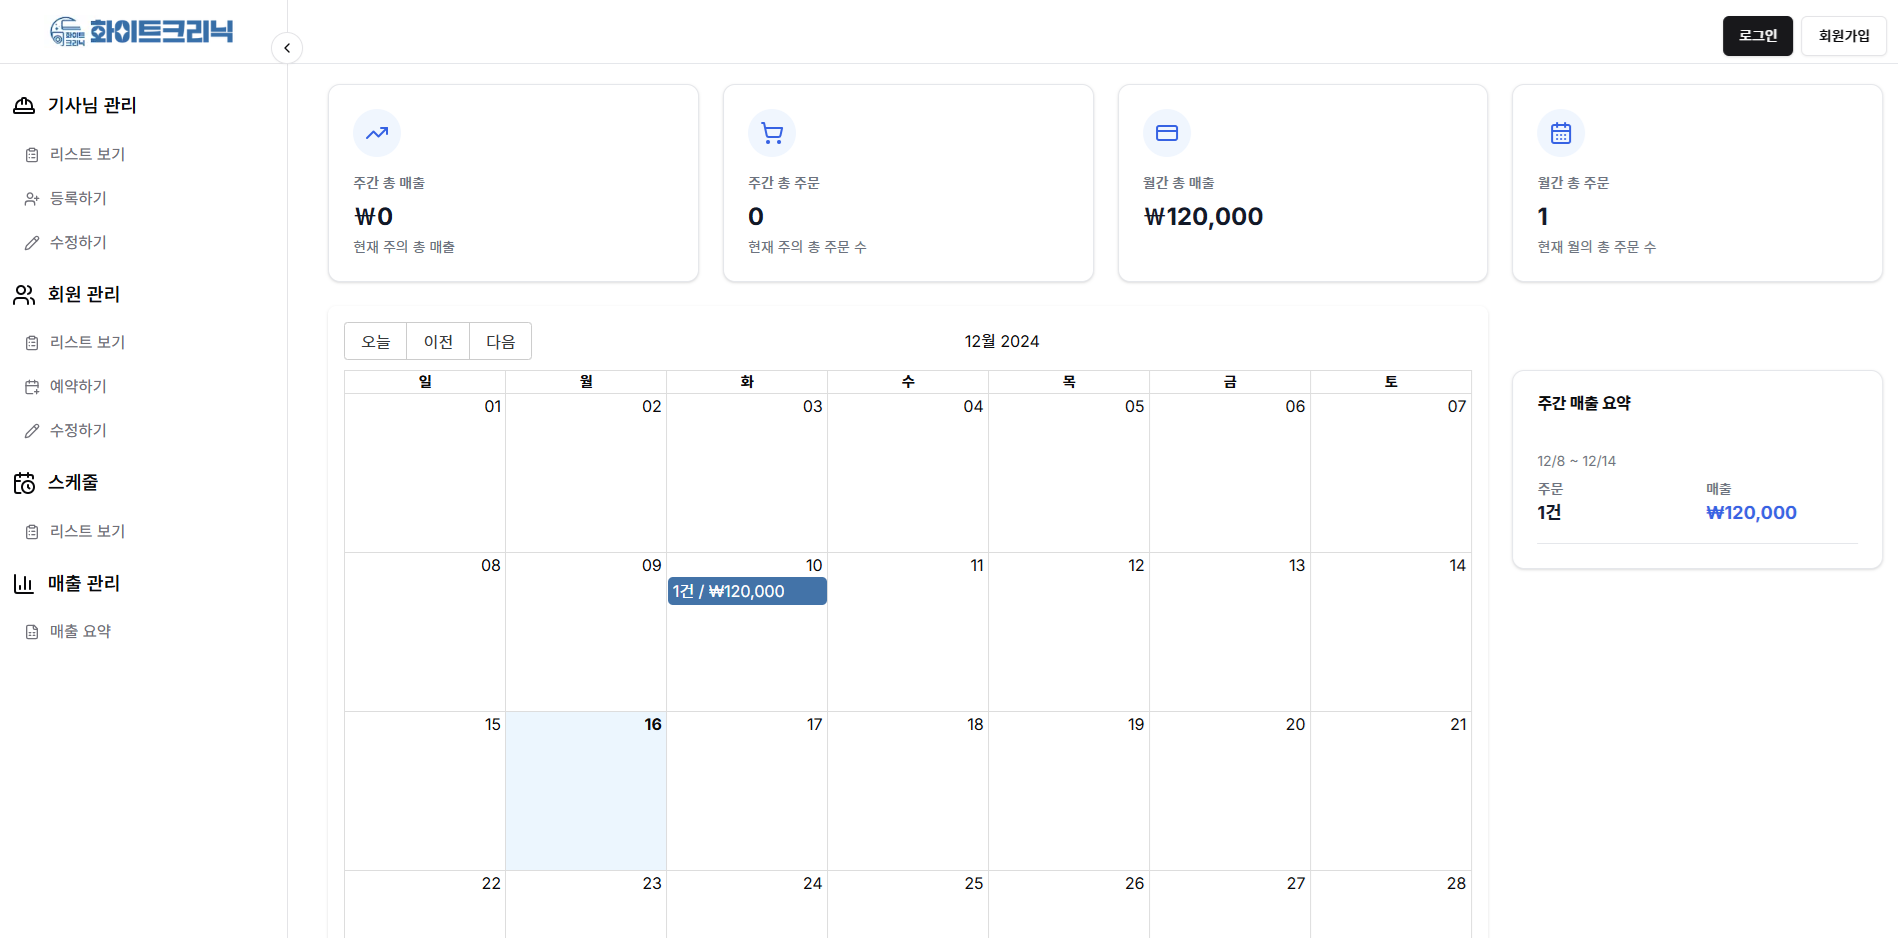 화이트크리닉
화이트
크리닉
로그인
회원가입
기사님 관리
리스트 보기
등록하기
수정하기
회원 관리
리스트 보기
예약하기
수정하기
스케줄
리스트 보기
매출 관리
매출 요약
주간 총 매출
₩0
현재 주의 총 매출
주간 총 주문
0
현재 주의 총 주문 수
월간 총 매출
₩120,000
월간 총 주문
1
현재 월의 총 주문 수
오늘 이전 다음
12월 2024
일 월 화 수 목 금 토
01 02 03 04 05 06 07
08 09 10 11 12 13 14
1건 / ₩120,000
15 16 17 18 19 20 21
22 23 24 25 26 27 28
주간 매출 요약
12/8 ~ 12/14
주문 매출
1건 ₩120,000